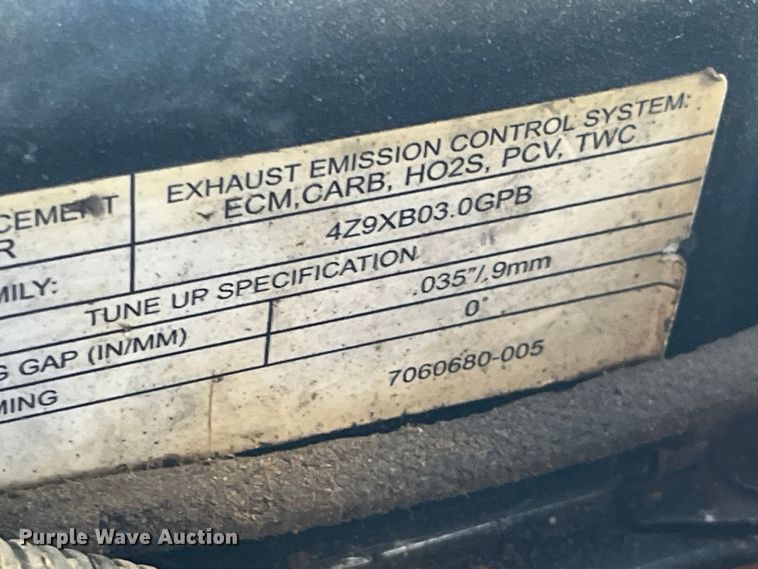 CEMENT
R
EXHAUST EMISSION CONTROL SYSTEM:
ECM,CARB, HO2S, PCV, TWC
MILY:
4Z9XB03.0GPB
TUNE UP SPECIFICATION
G GAP (IN/MM)
.035"/.9mm
MING
0°
7060680-005
Purple Wave Auction